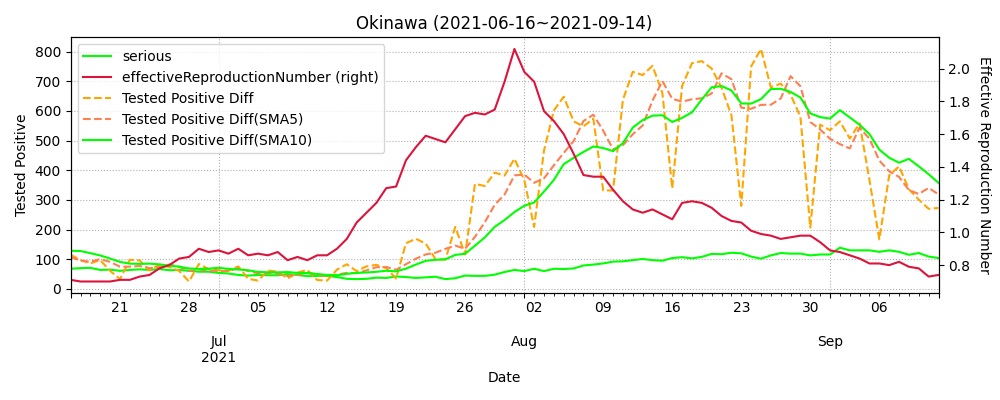 Okinawa (2021-06-16~2021-09-14)
serious
effectiveReproductionNumber (right)
Tested Positive Diff
Tested Positive Diff(SMA5)
Tested Positive Diff(SMA10)
Tested Positive
800
700
600
500
400
300
200
100
0
Effective Reproduction Number
2.0
1.8
1.6
1.4
1.2
1.0
0.8
21 28 05 12 19 26 02 09 16 23 30 06
Jul Aug Sep
2021
Date